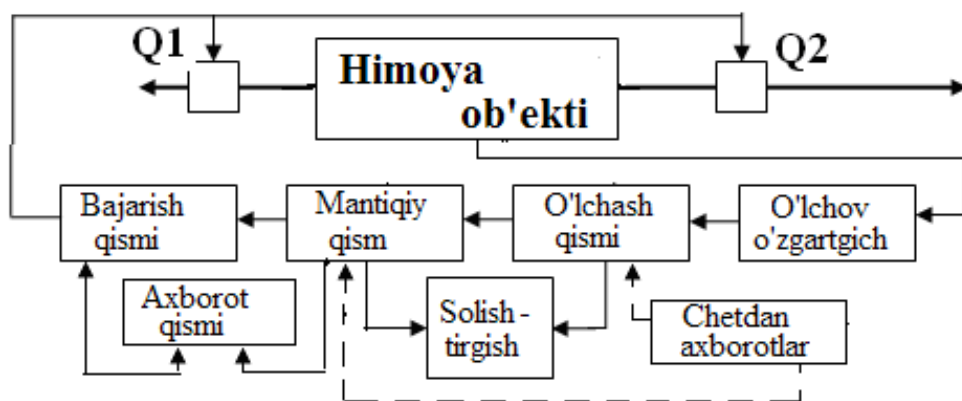 Q1
Himoya
ob'ekti
Q2
Bajarish
qismi
Mantiqiy
qism
O'lchash
qismi
O'lchov
o'zgartgich
Axborot
qismi
Solish -
tirgish
Chetdan
axborotlar